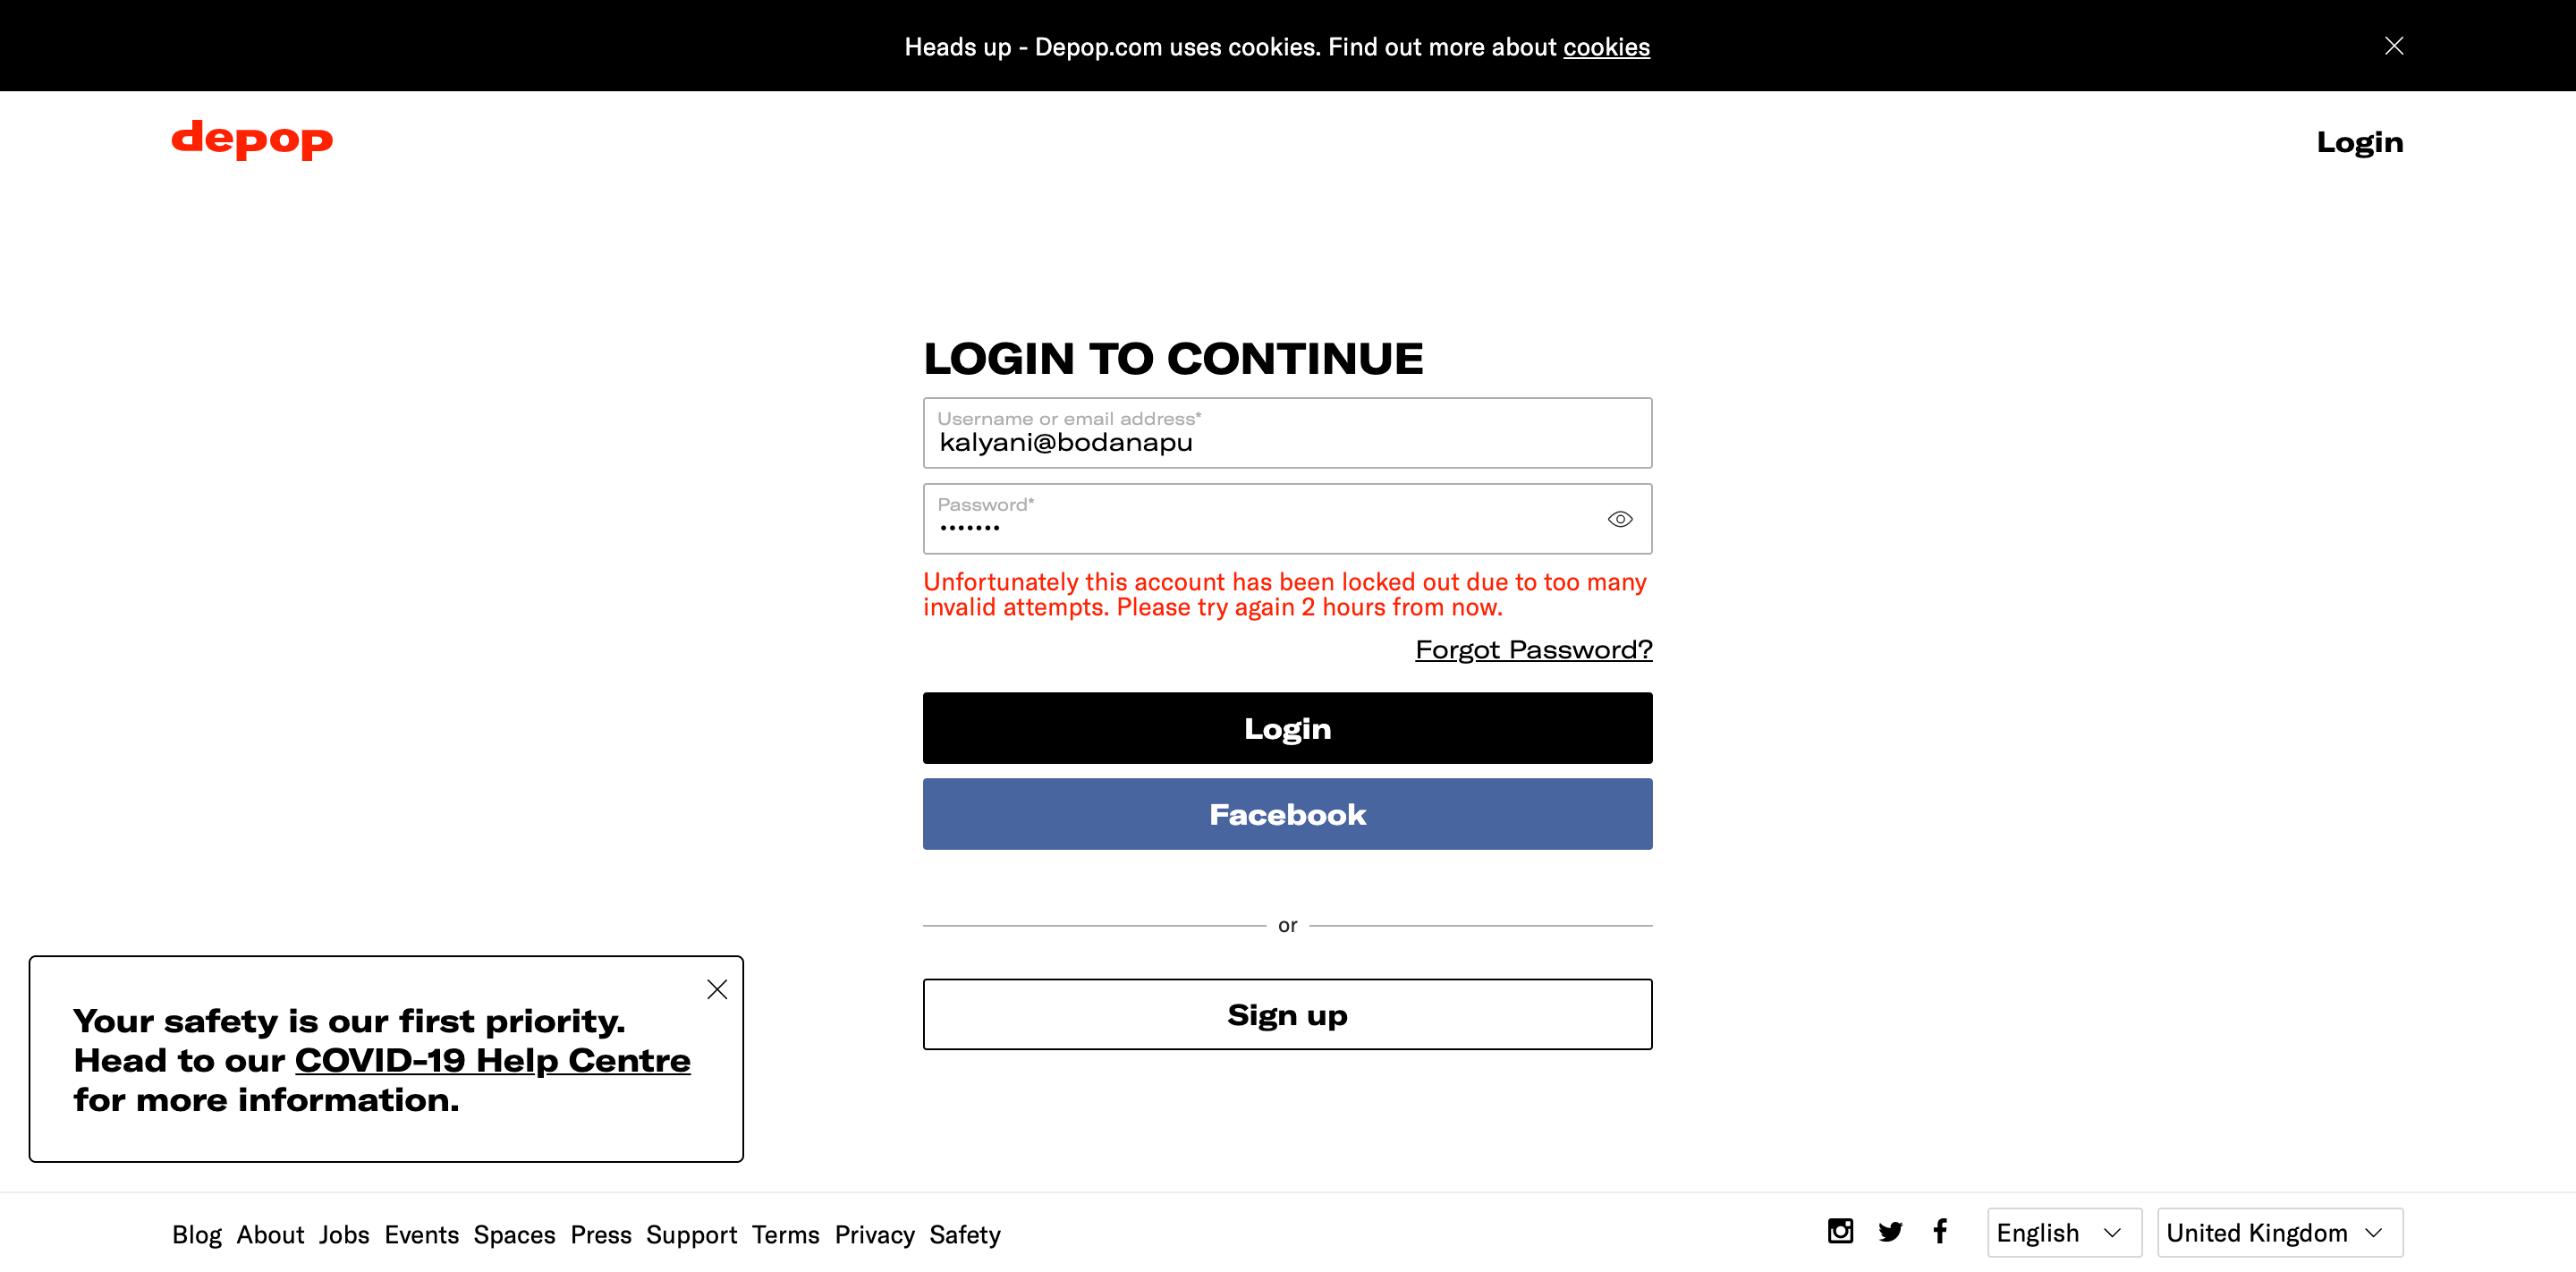 Heads up - Depop.com uses cookies. Find out more about cookies
depop
Login
LOGIN TO CONTINUE
Username or email address*
kalyani@bodanapu
Password*
•••••••
Unfortunately this account has been locked out due to too many
invalid attempts. Please try again 2 hours from now.
Forgot Password?
Login
Facebook
or
Sign up
Your safety is our first priority.
Head to our COVID-19 Help Centre
for more information.
Blog About Jobs Events Spaces Press Support Terms Privacy Safety
English
United Kingdom